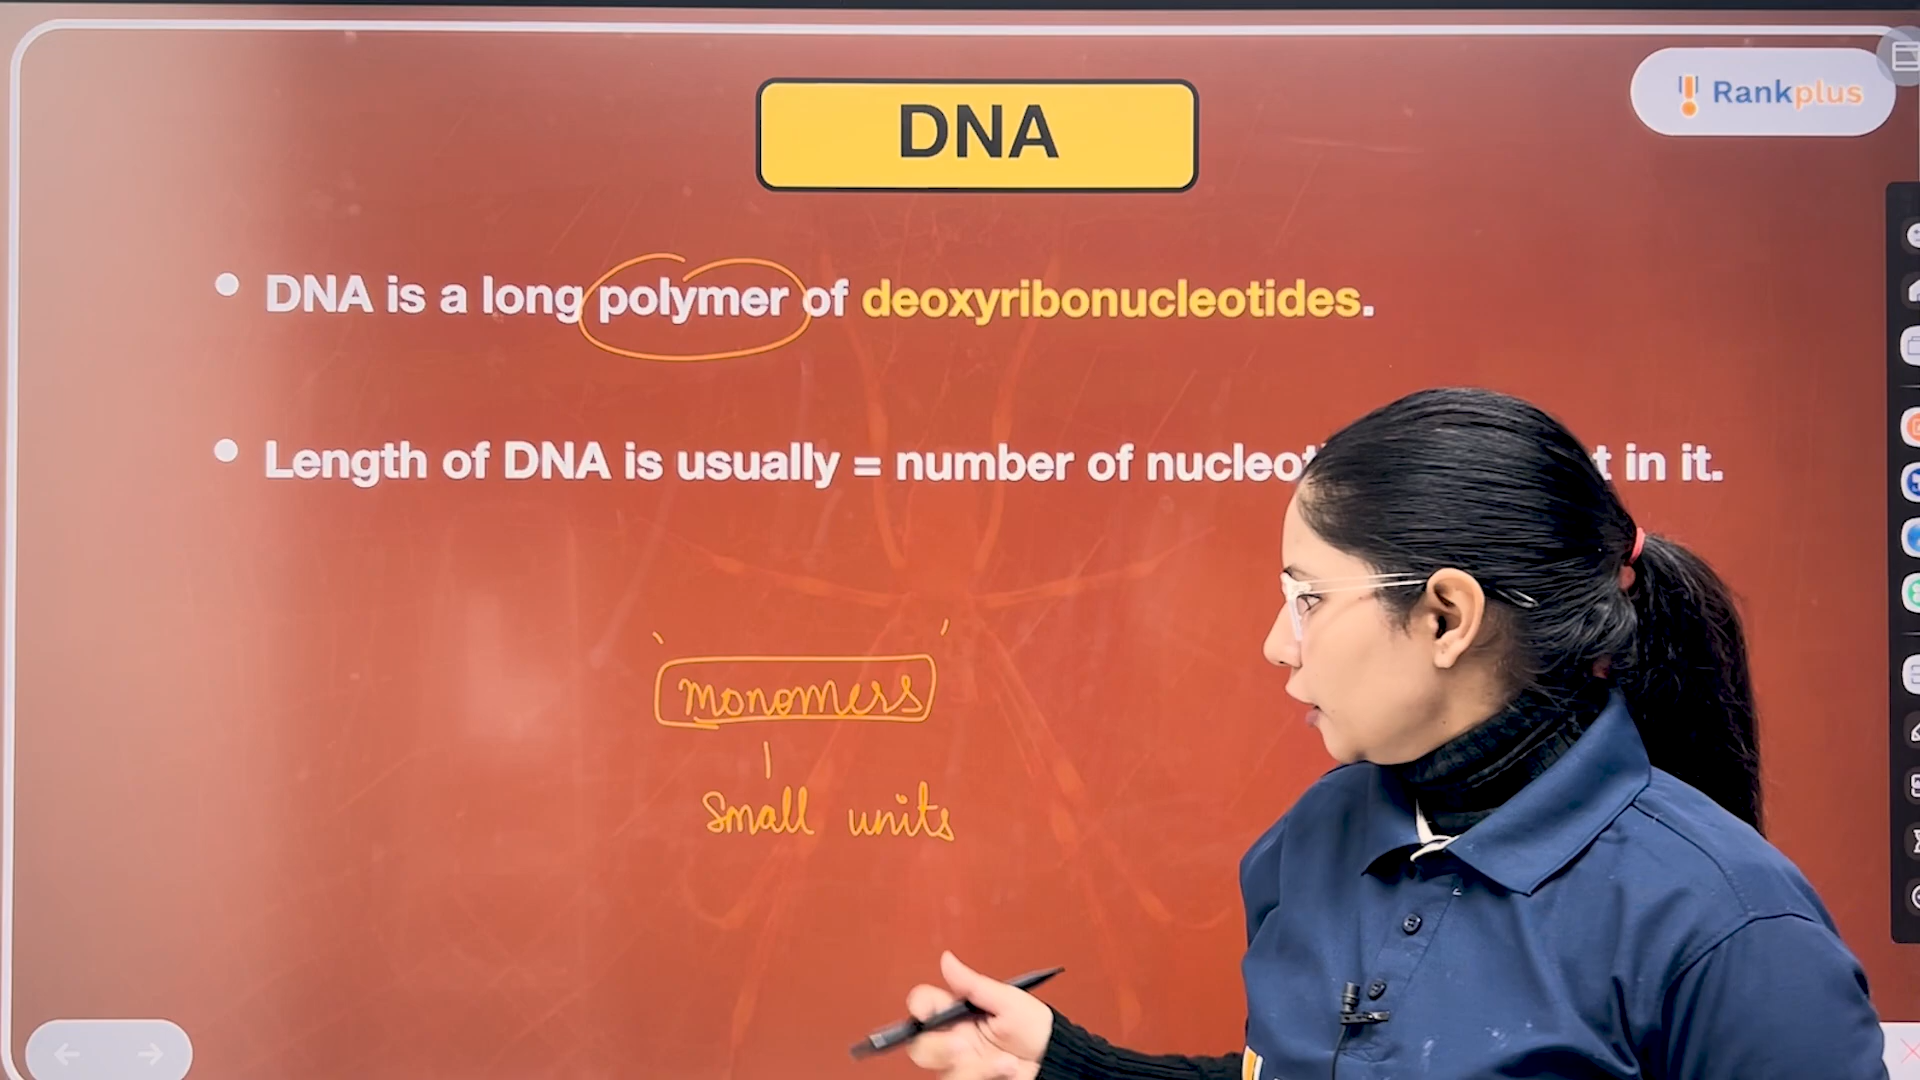 DNA
Rankplus
• DNA is a long polymer of deoxyribonucleotides.
• Length of DNA is usually = number of in it.
monomers
Small units